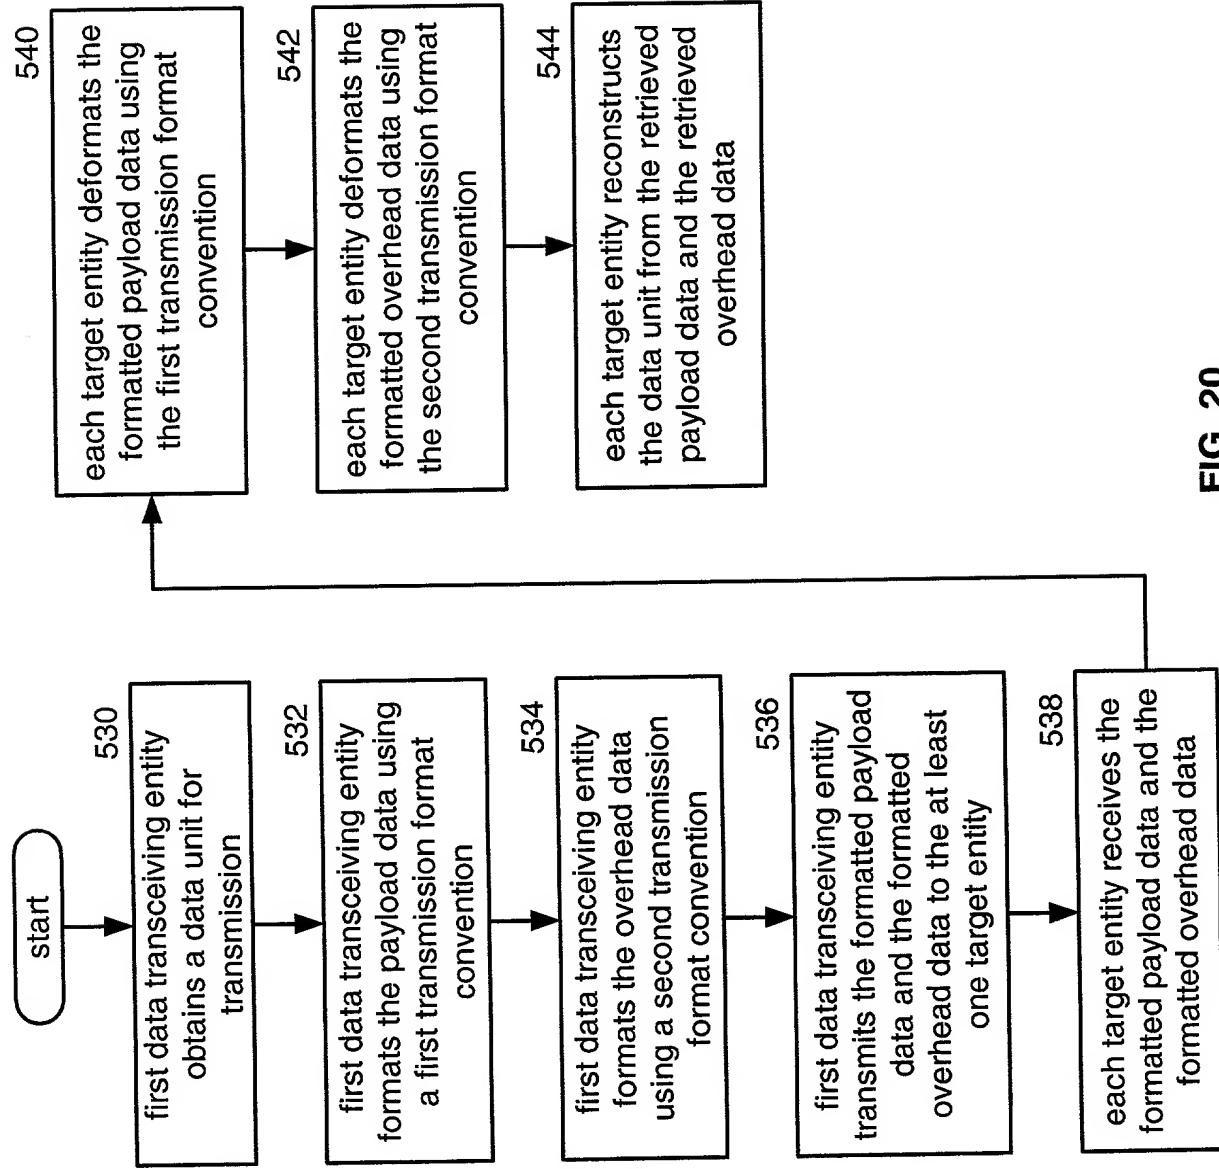 start
530
first data transceiving entity
obtains a data unit for
transmission
532
first data transceiving entity
formats the payload data using
a first transmission format
convention
534
first data transceiving entity
formats the overhead data
using a second transmission
format convention
536
first data transceiving entity
transmits the formatted payload
data and the formatted
overhead data to the at least
one target entity
538
each target entity receives the
formatted payload data and the
formatted overhead data
540
each target entity deformats the
formatted payload data using
the first transmission format
convention
542
each target entity deformats the
formatted overhead data using
the second transmission format
convention
544
each target entity reconstructs
the data unit from the retrieved
payload data and the retrieved
overhead data
FIG. 20